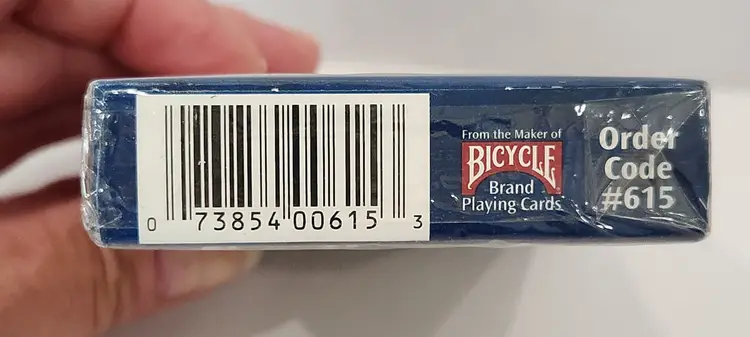 0 73854 00615 3
From the Maker of
BICYCLE
Brand
Playing Cards
Order
Code
#615